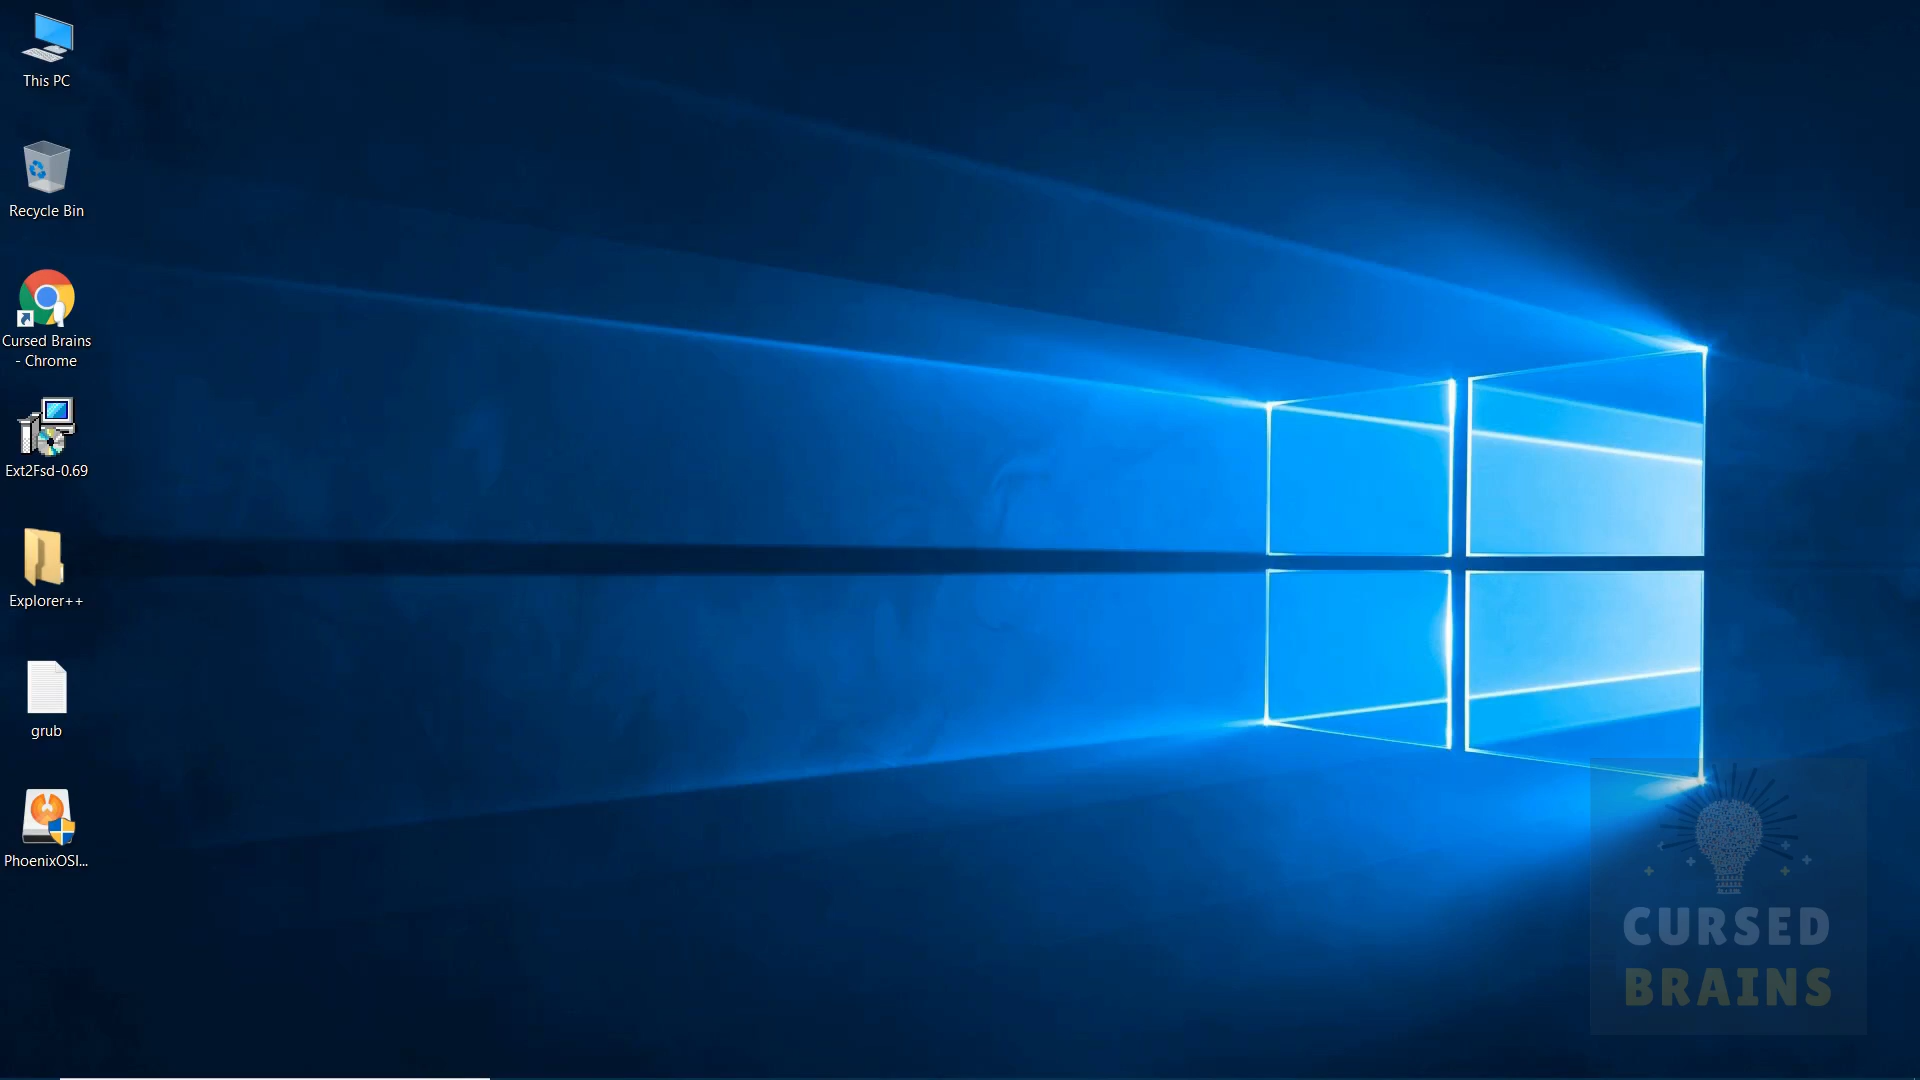 This PC
Recycle Bin
Cursed Brains
- Chrome
Ext2Fsd-0.69
Explorer++
grub
PhoenixOSI...
CURSED
BRAINS